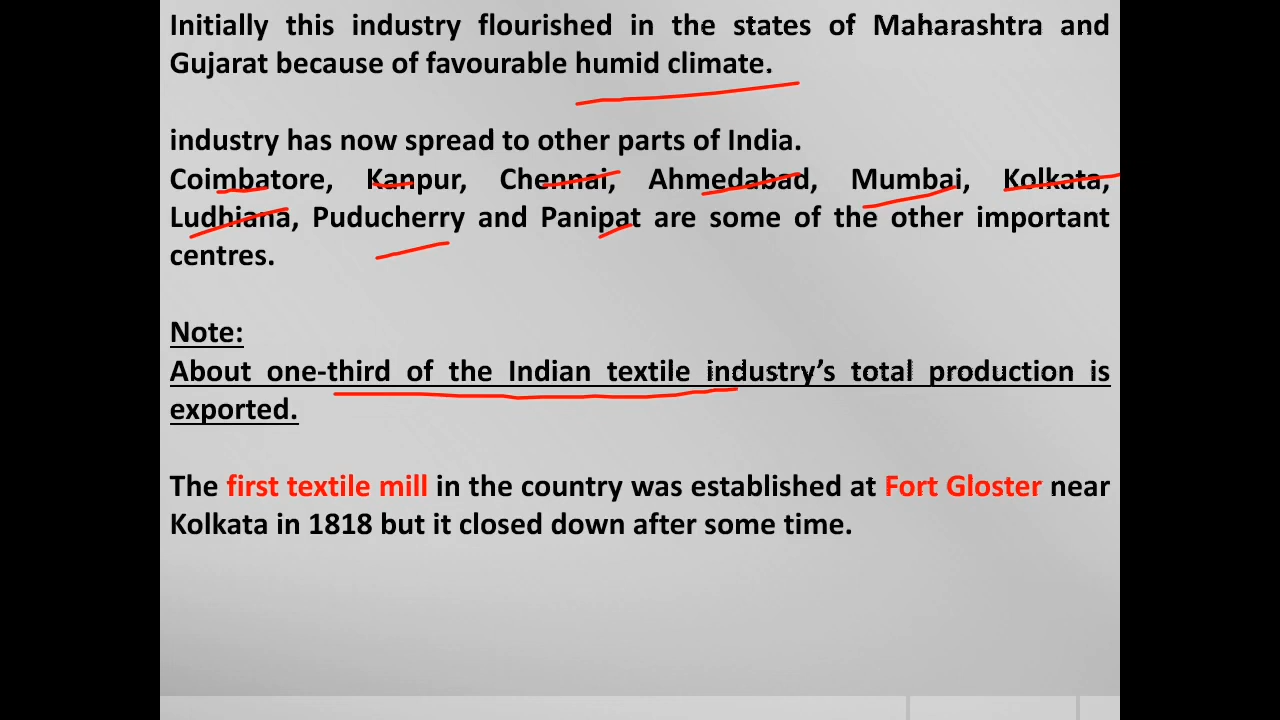 Initially this industry flourished in the states of Maharashtra and
Gujarat because of favourable humid climate.
industry has now spread to other parts of India.
Coimbatore, Kanpur, Chennai, Ahmedabad, Mumbai, Kolkata,
Ludhiana, Puducherry and Panipat are some of the other important
centres.
Note:
About one-third of the Indian textile industry’s total production is
exported.
The first textile mill in the country was established at Fort Gloster near
Kolkata in 1818 but it closed down after some time.